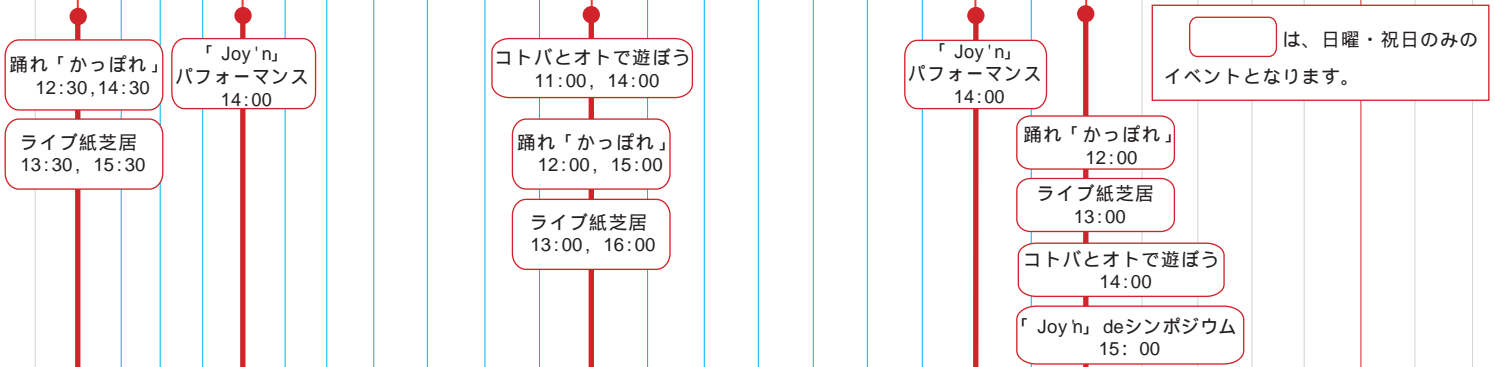 踊れ「かっぽれ」
12:30,14:30
ライブ紙芝居
13:30, 15:30
「Joy'n」
パフォーマンス
14:00
コトバとオトで遊ぼう
11:00, 14:00
踊れ「かっぽれ」
12:00, 15:00
ライブ紙芝居
13:00, 16:00
「Joy'n」
パフォーマンス
14:00
踊れ「かっぽれ」
12:00
ライブ紙芝居
13:00
コトバとオトで遊ぼう
14:00
「Joy'n」deシンポジウム
15:00
は、日曜・祝日のみの
イベントとなります。